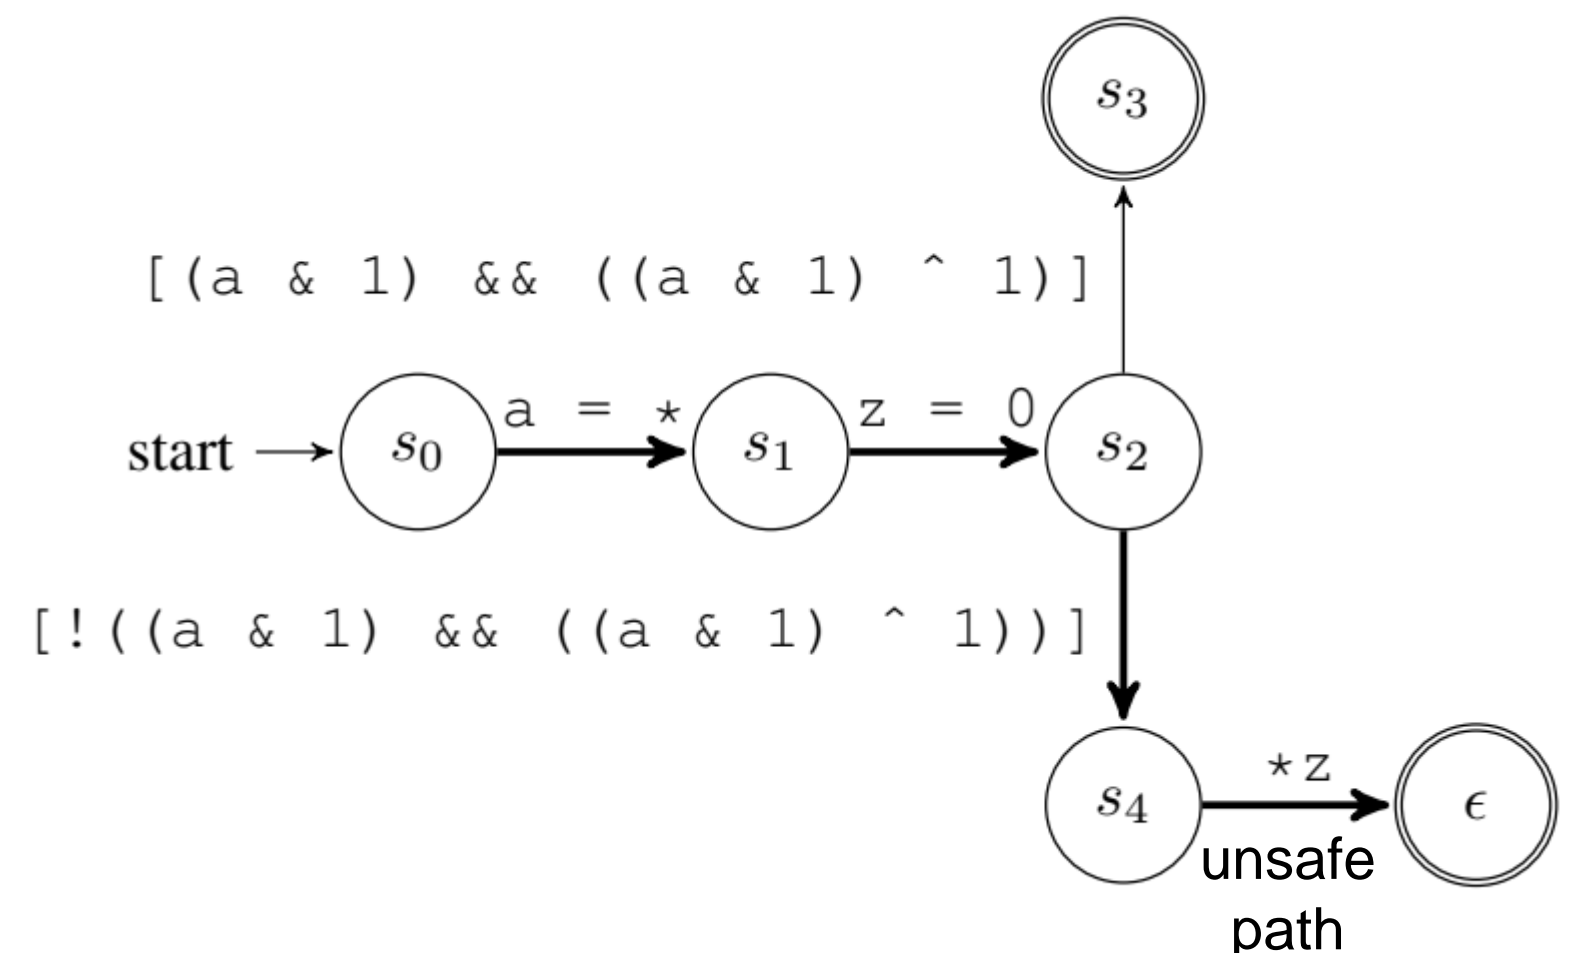 s3
[(a & 1) && ((a & 1) ^ 1)]
a = *
z = 0
start
s0
s1
s2
[!((a & 1) && ((a & 1) ^ 1))]
*z
s4
ϵ
unsafe
path